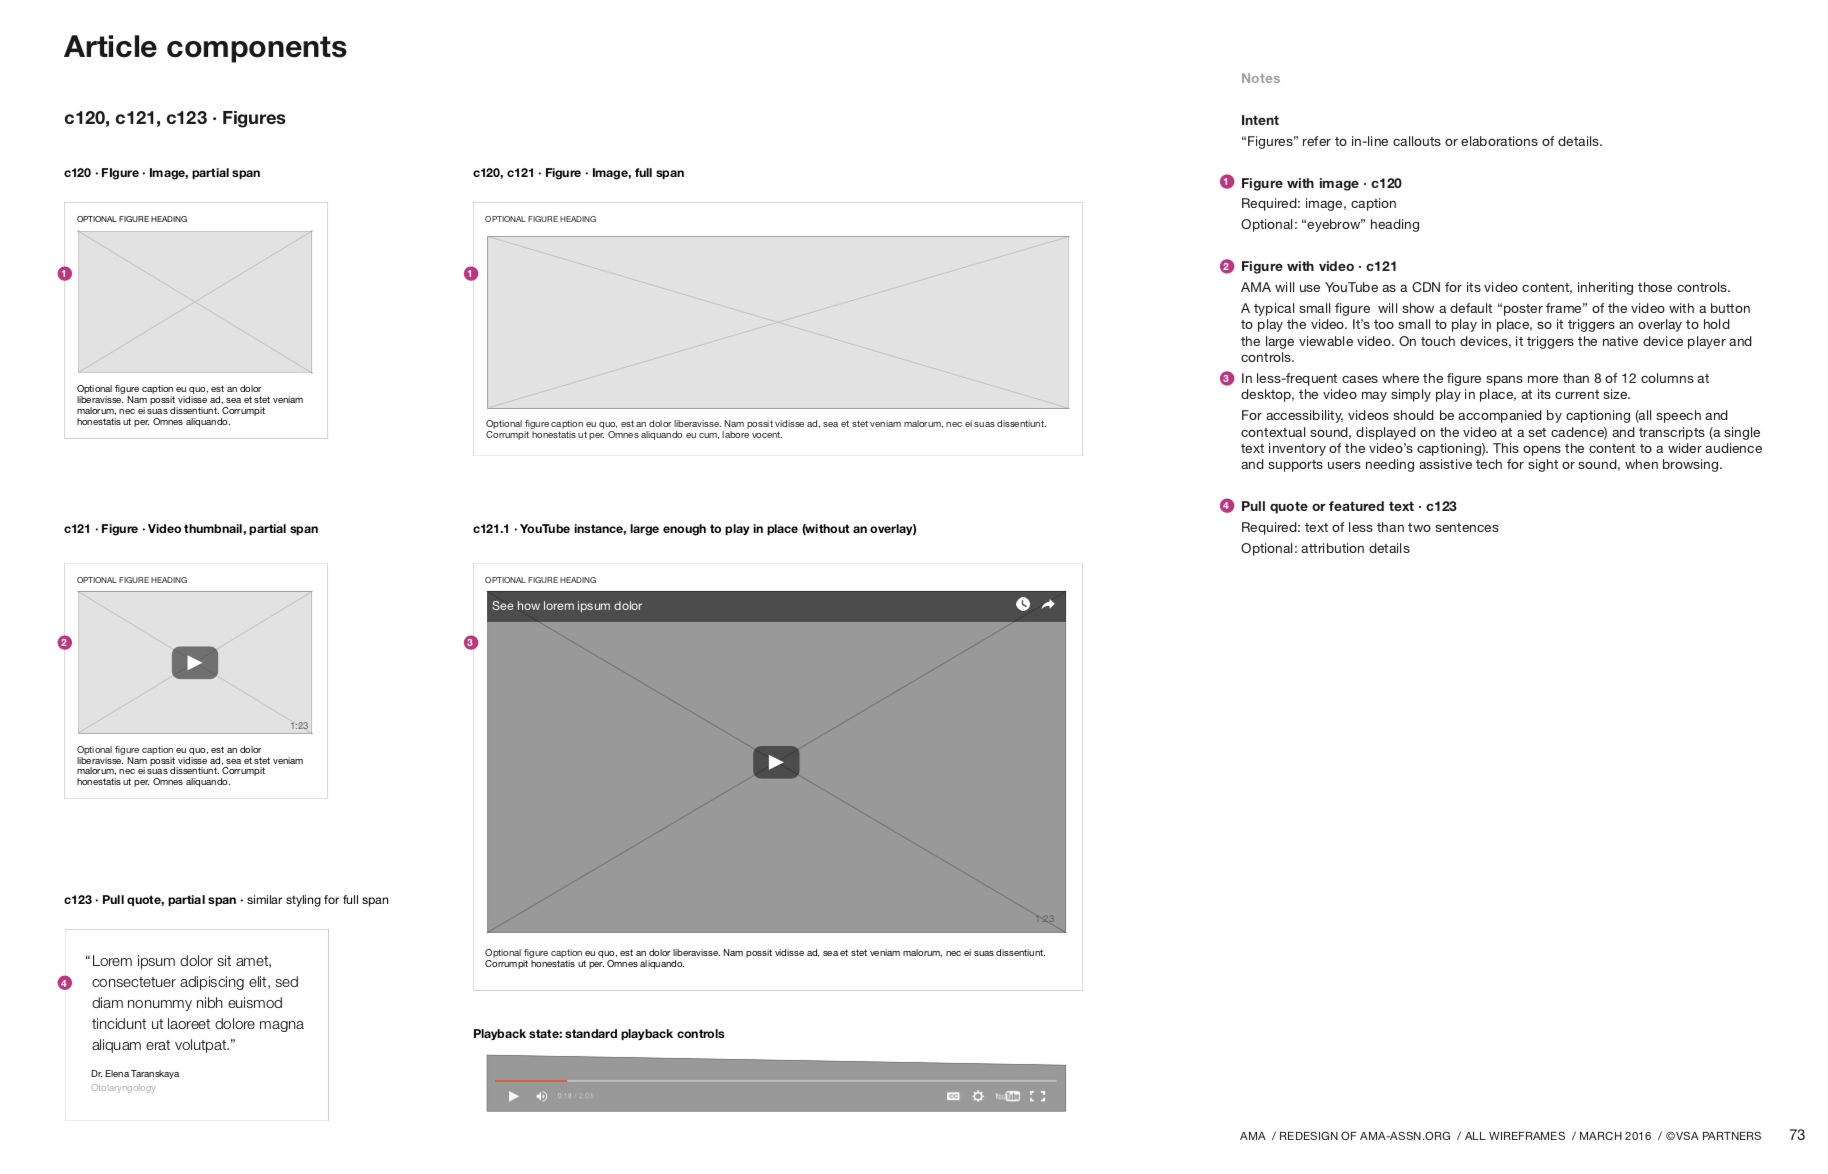 Article components
c120, c121, c123 · Figures
c120 · FIgure · Image, partial span
OPTIONAL FIGURE HEADING
1
Optional figure caption eu quo, est an dolor
liberavisse. Nam possit vidisse ad, sea et stet veniam
malorum, nec ei suas dissentiunt. Corrumpit
honestatis ut per. Omnes aliquando.
c120, c121 · Figure · Image, full span
OPTIONAL FIGURE HEADING
1
Optional figure caption eu quo, est an dolor liberavisse. Nam possit vidisse ad, sea et stet veniam malorum, nec ei suas dissentiunt.
Corrumpit honestatis ut per. Omnes aliquando eu cum, labore vocent.
c121 · Figure · Video thumbnail, partial span
OPTIONAL FIGURE HEADING
2
1:23
Optional figure caption eu quo, est an dolor
liberavisse. Nam possit vidisse ad, sea et stet veniam
malorum, nec ei suas dissentiunt. Corrumpit
honestatis ut per. Omnes aliquando.
c121.1 · YouTube instance, large enough to play in place (without an overlay)
OPTIONAL FIGURE HEADING
See how lorem ipsum dolor
3
1:23
Optional figure caption eu quo, est an dolor liberavisse. Nam possit vidisse ad, sea et stet veniam malorum, nec ei suas dissentiunt.
Corrumpit honestatis ut per. Omnes aliquando.
c123 · Pull quote, partial span · similar styling for full span
4
“Lorem ipsum dolor sit amet,
consectetuer adipiscing elit, sed
diam nonummy nibh euismod
tincidunt ut laoreet dolore magna
aliquam erat volutpat.”
Dr. Elena Taranskaya
Otolaryngology
Playback state: standard playback controls
0:18 / 2:03
CC
YouTube
Notes
Intent
“Figures” refer to in-line callouts or elaborations of details.
1 Figure with image · c120
Required: image, caption
Optional: “eyebrow” heading
2 Figure with video · c121
AMA will use YouTube as a CDN for its video content, inheriting those controls.
A typical small figure will show a default “poster frame” of the video with a button
to play the video. It’s too small to play in place, so it triggers an overlay to hold
the large viewable video. On touch devices, it triggers the native device player and
controls.
3 In less-frequent cases where the figure spans more than 8 of 12 columns at
desktop, the video may simply play in place, at its current size.
For accessibility, videos should be accompanied by captioning (all speech and
contextual sound, displayed on the video at a set cadence) and transcripts (a single
text inventory of the video’s captioning). This opens the content to a wider audience
and supports users needing assistive tech for sight or sound, when browsing.
4 Pull quote or featured text · c123
Required: text of less than two sentences
Optional: attribution details
AMA / REDESIGN OF AMA-ASSN.ORG / ALL WIREFRAMES / MARCH 2016 / ©VSA PARTNERS 73